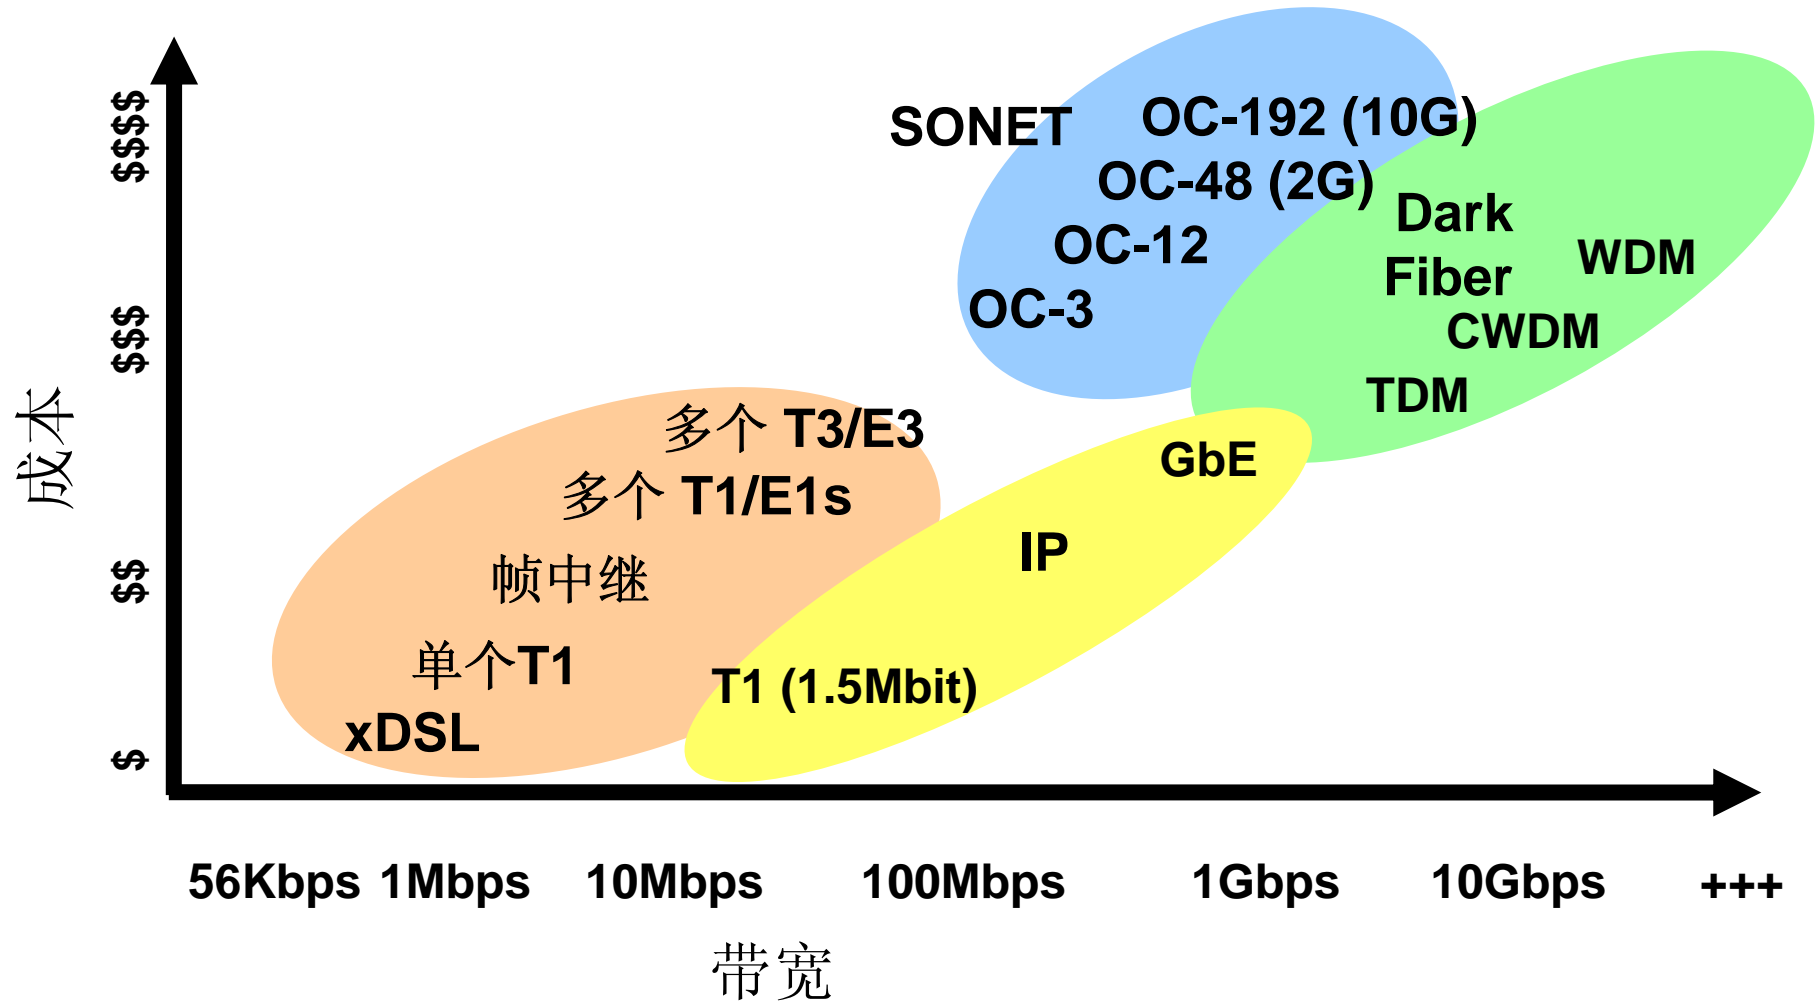 成本
$$$$
$$$
$$
$
SONET
OC-192 (10G)
OC-48 (2G)
OC-12
OC-3
Dark
Fiber
WDM
CWDM
TDM
多个 T3/E3
多个 T1/E1s
帧中继
单个T1
xDSL
GbE
IP
T1 (1.5Mbit)
56Kbps 1Mbps 10Mbps 100Mbps 1Gbps 10Gbps +++
带宽